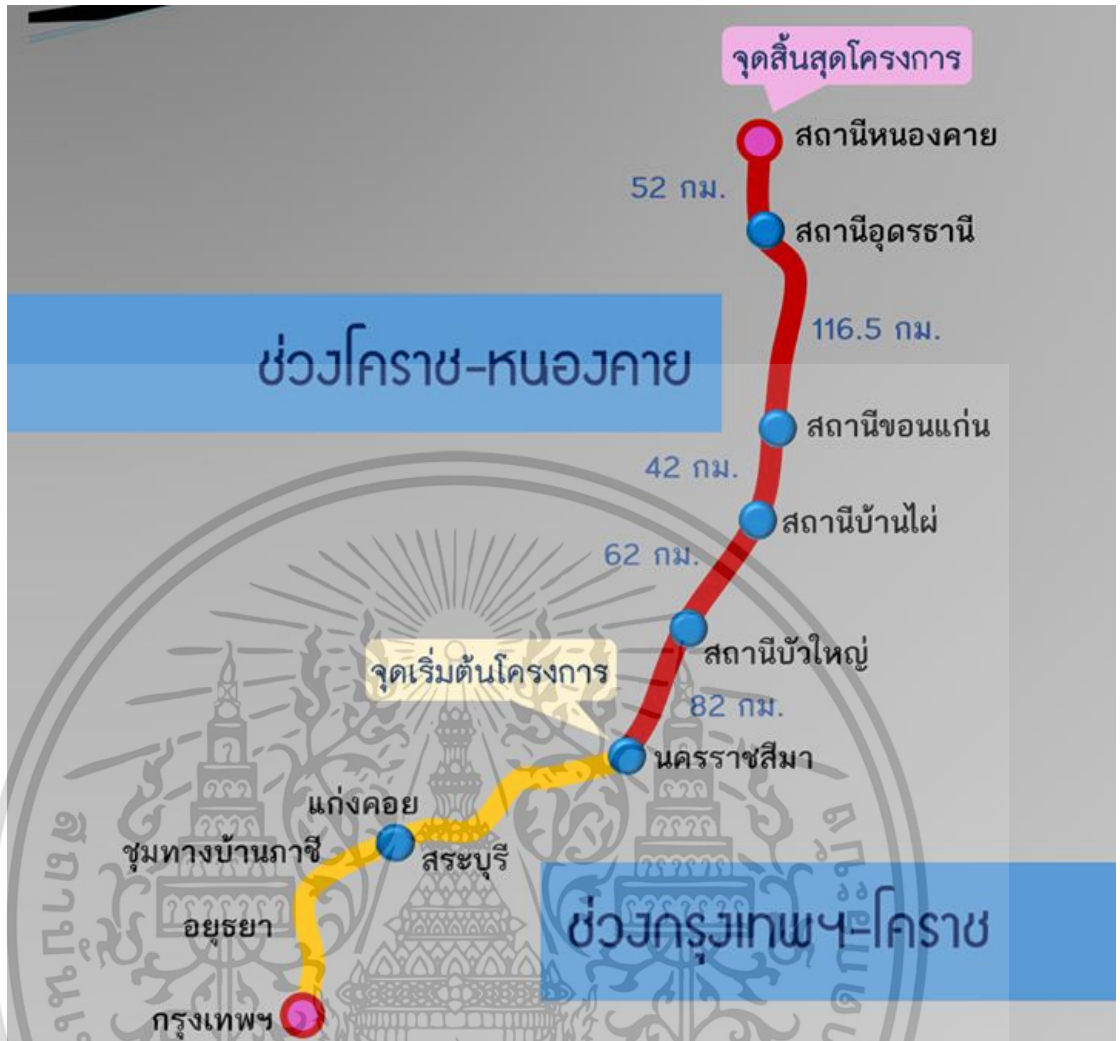 จุดสิ้นสุดโครงการ
สถานีหนองคาย
52 กม.
สถานีอุดรธานี
116.5 กม.
ช่วงโคราช-หนองคาย
สถานีขอนแก่น
42 กม.
สถานีบ้านไผ่
62 กม.
สถานีบัวใหญ่
จุดเริ่มต้นโครงการ
82 กม.
นครราชสีมา
แก่งคอย
ชุมทางบ้านภาชี
สระบุรี
อยุธยา
ช่วงกรุงเทพฯ-โคราช
กรุงเทพฯ